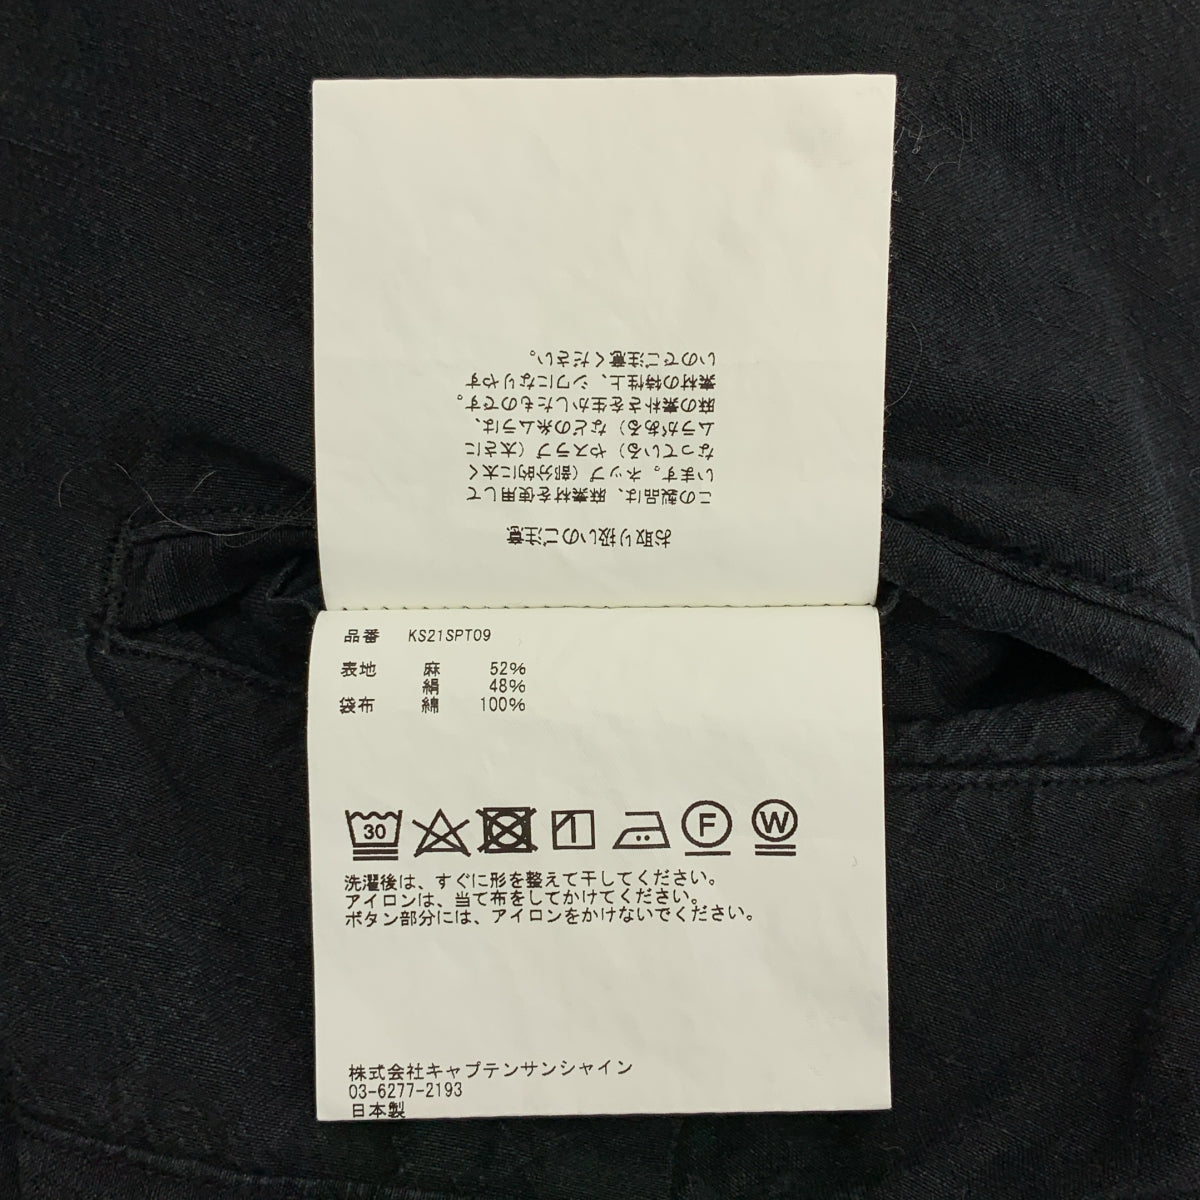 お取り扱いのご注意
この製品は、麻素材を使用して
います。ネップ（部分的に太く
なっている）やスラブ（太さに
ムラがある）などの糸ムラは、
麻の素朴さを生かしたものです。
素材の特性上、シワになりやす
いのでご注意ください。
品番 KS21SPT09
表地 麻 52%
絹 48%
袋布 綿 100%
30
F W
洗濯後は、すぐに形を整えて干してください。
アイロンは、当て布をしてかけてください。
ボタン部分には、アイロンをかけないでください。
株式会社キャプテンサンシャイン
03-6277-2193
日本製